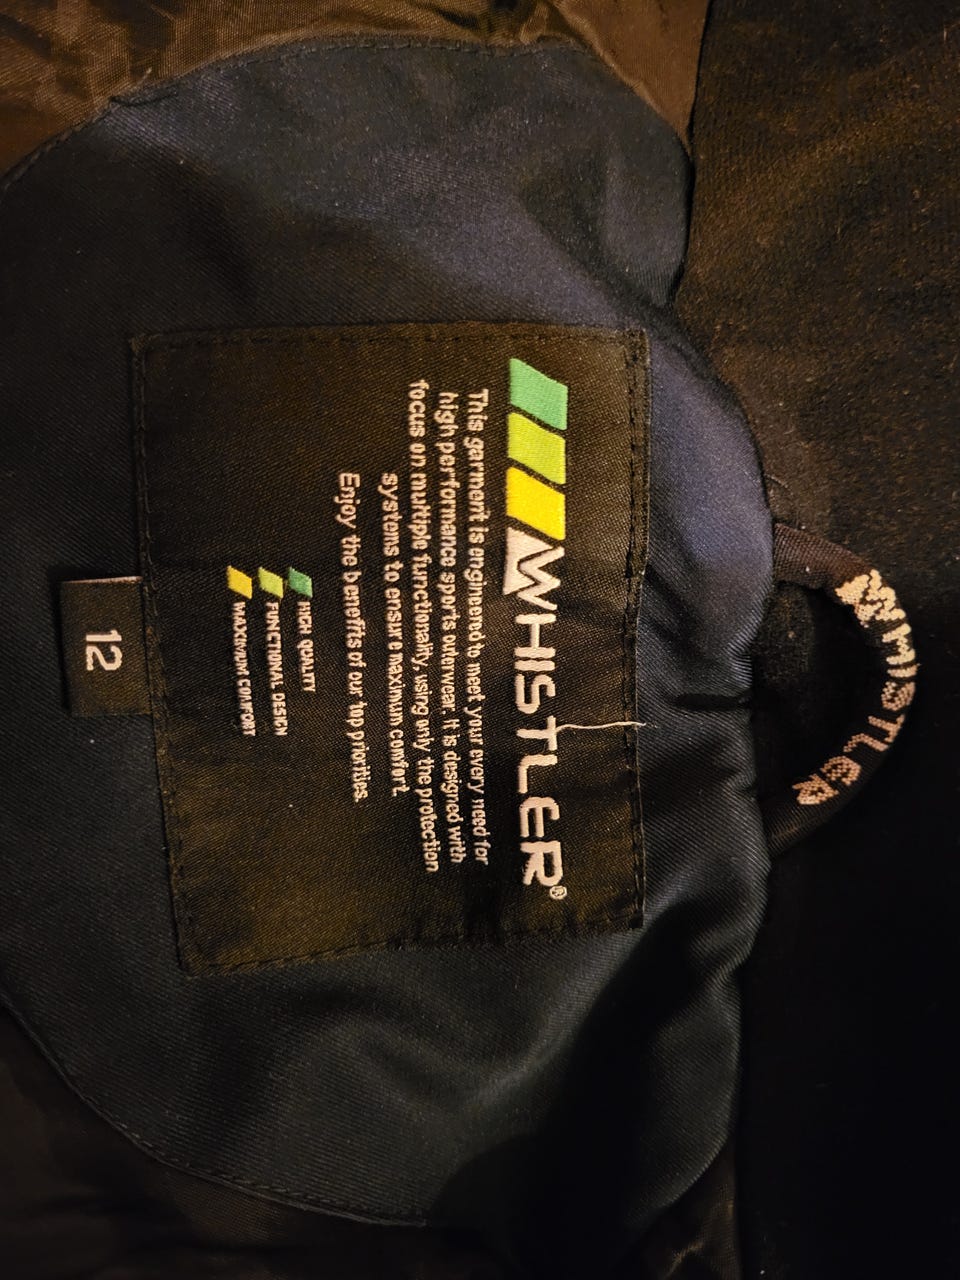 WHISTLER
WHISTLER®
This garment is engineered to meet your every need for
high performance sports outerwear. It is designed with
focus on multiple functionality, using only the protection
systems to ensure maximum comfort.
Enjoy the benefits of our top priorities.
HIGH QUALITY
FUNCTIONAL DESIGN
MAXIMUM COMFORT
12